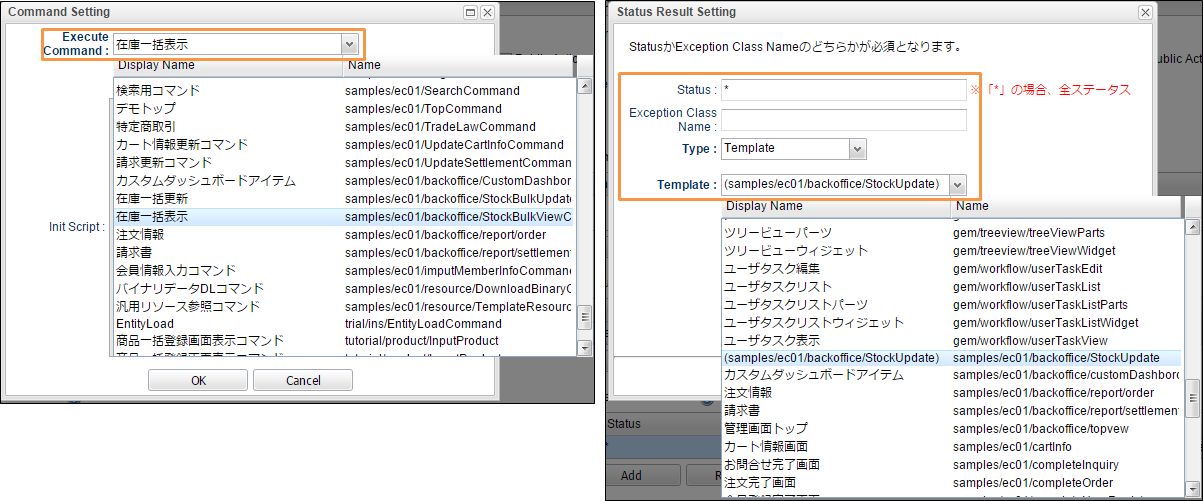 Command Setting
Execute Command :
在庫一括表示
Display Name Name
検索用コマンド samples/ec01/SearchCommand
デモトップ samples/ec01/TopCommand
特定商取引 samples/ec01/TradeLawCommand
カート情報更新コマンド samples/ec01/UpdateCartInfoCommand
請求更新コマンド samples/ec01/UpdateSettlementComman
カスタムダッシュボードアイテム samples/ec01/backoffice/CustomDashbor
在庫一括更新 samples/ec01/backoffice/StockBulkUpdat
在庫一括表示 samples/ec01/backoffice/StockBulkViewC
注文情報 samples/ec01/backoffice/report/order
請求書 samples/ec01/backoffice/report/settlemen
会員情報入力コマンド samples/ec01/imputMemberInfoCommand
バイナリデータDLコマンド samples/ec01/resource/DownloadBinaryC
汎用リソース参照コマンド samples/ec01/resource/TemplateResourc
EntityLoad trial/ins/EntityLoadCommand
商品一括登録画面表示コマンド tutorial/product/InputProduct
Init Script :
OK Cancel
Status Result Setting
StatusかException Class Nameのどちらかが必須となります。
Status : * ※「*」の場合、全ステータス
Exception Class Name :
Type : Template
Template : (samples/ec01/backoffice/StockUpdate)
Display Name Name
ツリービューパーツ gem/treeview/treeViewParts
ツリービューウィジェット gem/treeview/treeViewWidget
ユーザタスク編集 gem/workflow/userTaskEdit
ユーザタスクリスト gem/workflow/userTaskList
ユーザタスクリストパーツ gem/workflow/userTaskListParts
ユーザタスクリストウィジェット gem/workflow/userTaskListWidget
ユーザタスク表示 gem/workflow/userTaskView
(samples/ec01/backoffice/StockUpdate) samples/ec01/backoffice/StockUpdate
カスタムダッシュボードアイテム samples/ec01/backoffice/customDashborc
注文情報 samples/ec01/backoffice/report/order
請求書 samples/ec01/backoffice/report/settlemen
管理画面トップ samples/ec01/backoffice/topvew
カート情報画面 samples/ec01/cartInfo
お問合せ完了画面 samples/ec01/completeInquiry
注文完了画面 samples/ec01/completeOrder
ublic Act
Status
*
Add R